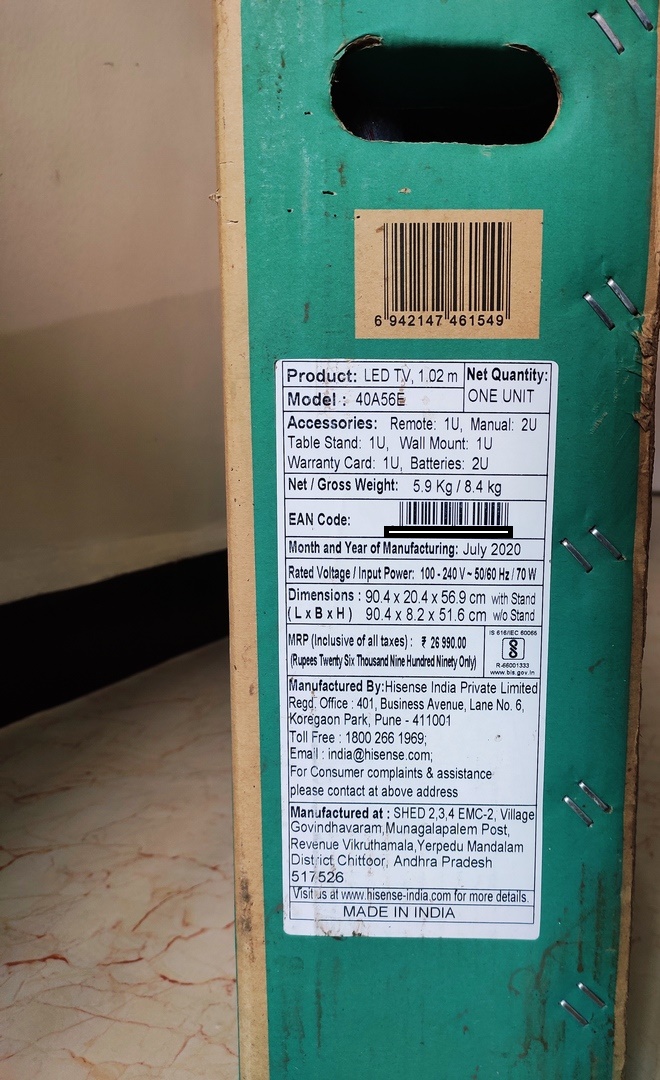 6 942147 461549
Product: LED TV, 1.02 m
Net Quantity:
ONE UNIT
Model : 40A56E
Accessories: Remote: 1U, Manual: 2U
Table Stand: 1U, Wall Mount: 1U
Warranty Card: 1U, Batteries: 2U
Net / Gross Weight: 5.9 Kg / 8.4 kg
EAN Code:
Month and Year of Manufacturing: July 2020
Rated Voltage / Input Power: 100 - 240 V ~ 50/60 Hz / 70 W
Dimensions : 90.4 x 20.4 x 56.9 cm with Stand
( L x B x H ) 90.4 x 8.2 x 51.6 cm w/o Stand
MRP (Inclusive of all taxes) : ₹ 26 990.00
(Rupees Twenty Six Thousand Nine Hundred Ninety Only)
IS 616/IEC 60065
R-66001333
www.bis.gov.in
Manufactured By:Hisense India Private Limited
Regd. Office : 401, Business Avenue, Lane No. 6,
Koregaon Park, Pune - 411001
Toll Free : 1800 266 1969;
Email : india@hisense.com;
For Consumer complaints & assistance
please contact at above address
Manufactured at : SHED 2,3,4 EMC-2, Village
Govindhavaram,Munagalapalem Post,
Revenue Vikruthamala,Yerpedu Mandalam
District Chittoor, Andhra Pradesh
517526
Visit us at www.hisense-india.com for more details.
MADE IN INDIA